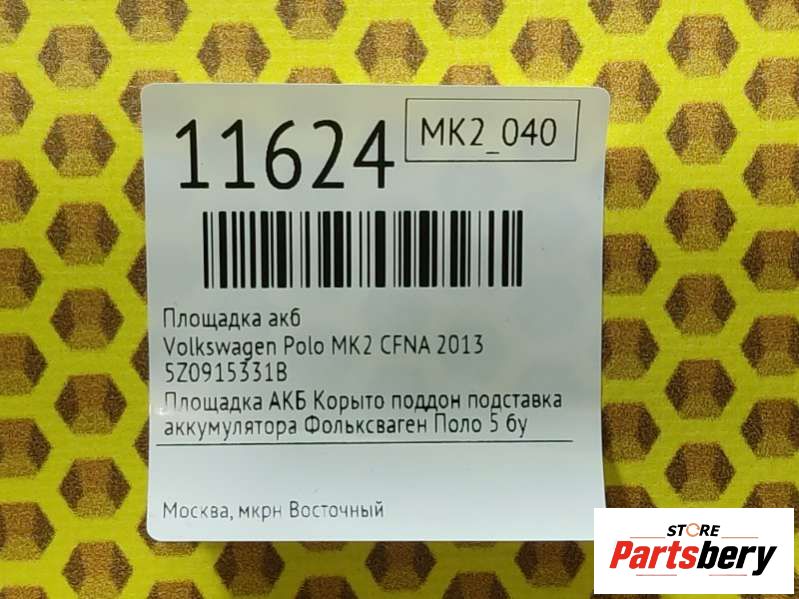 11624
MK2_040
Площадка акб
Volkswagen Polo MK2 CFNA 2013
5Z0915331B
Площадка АКБ Корыто поддон подставка
аккумулятора Фольксваген Поло 5 бу
Москва, мкрн Восточный
STORE
Partsbery